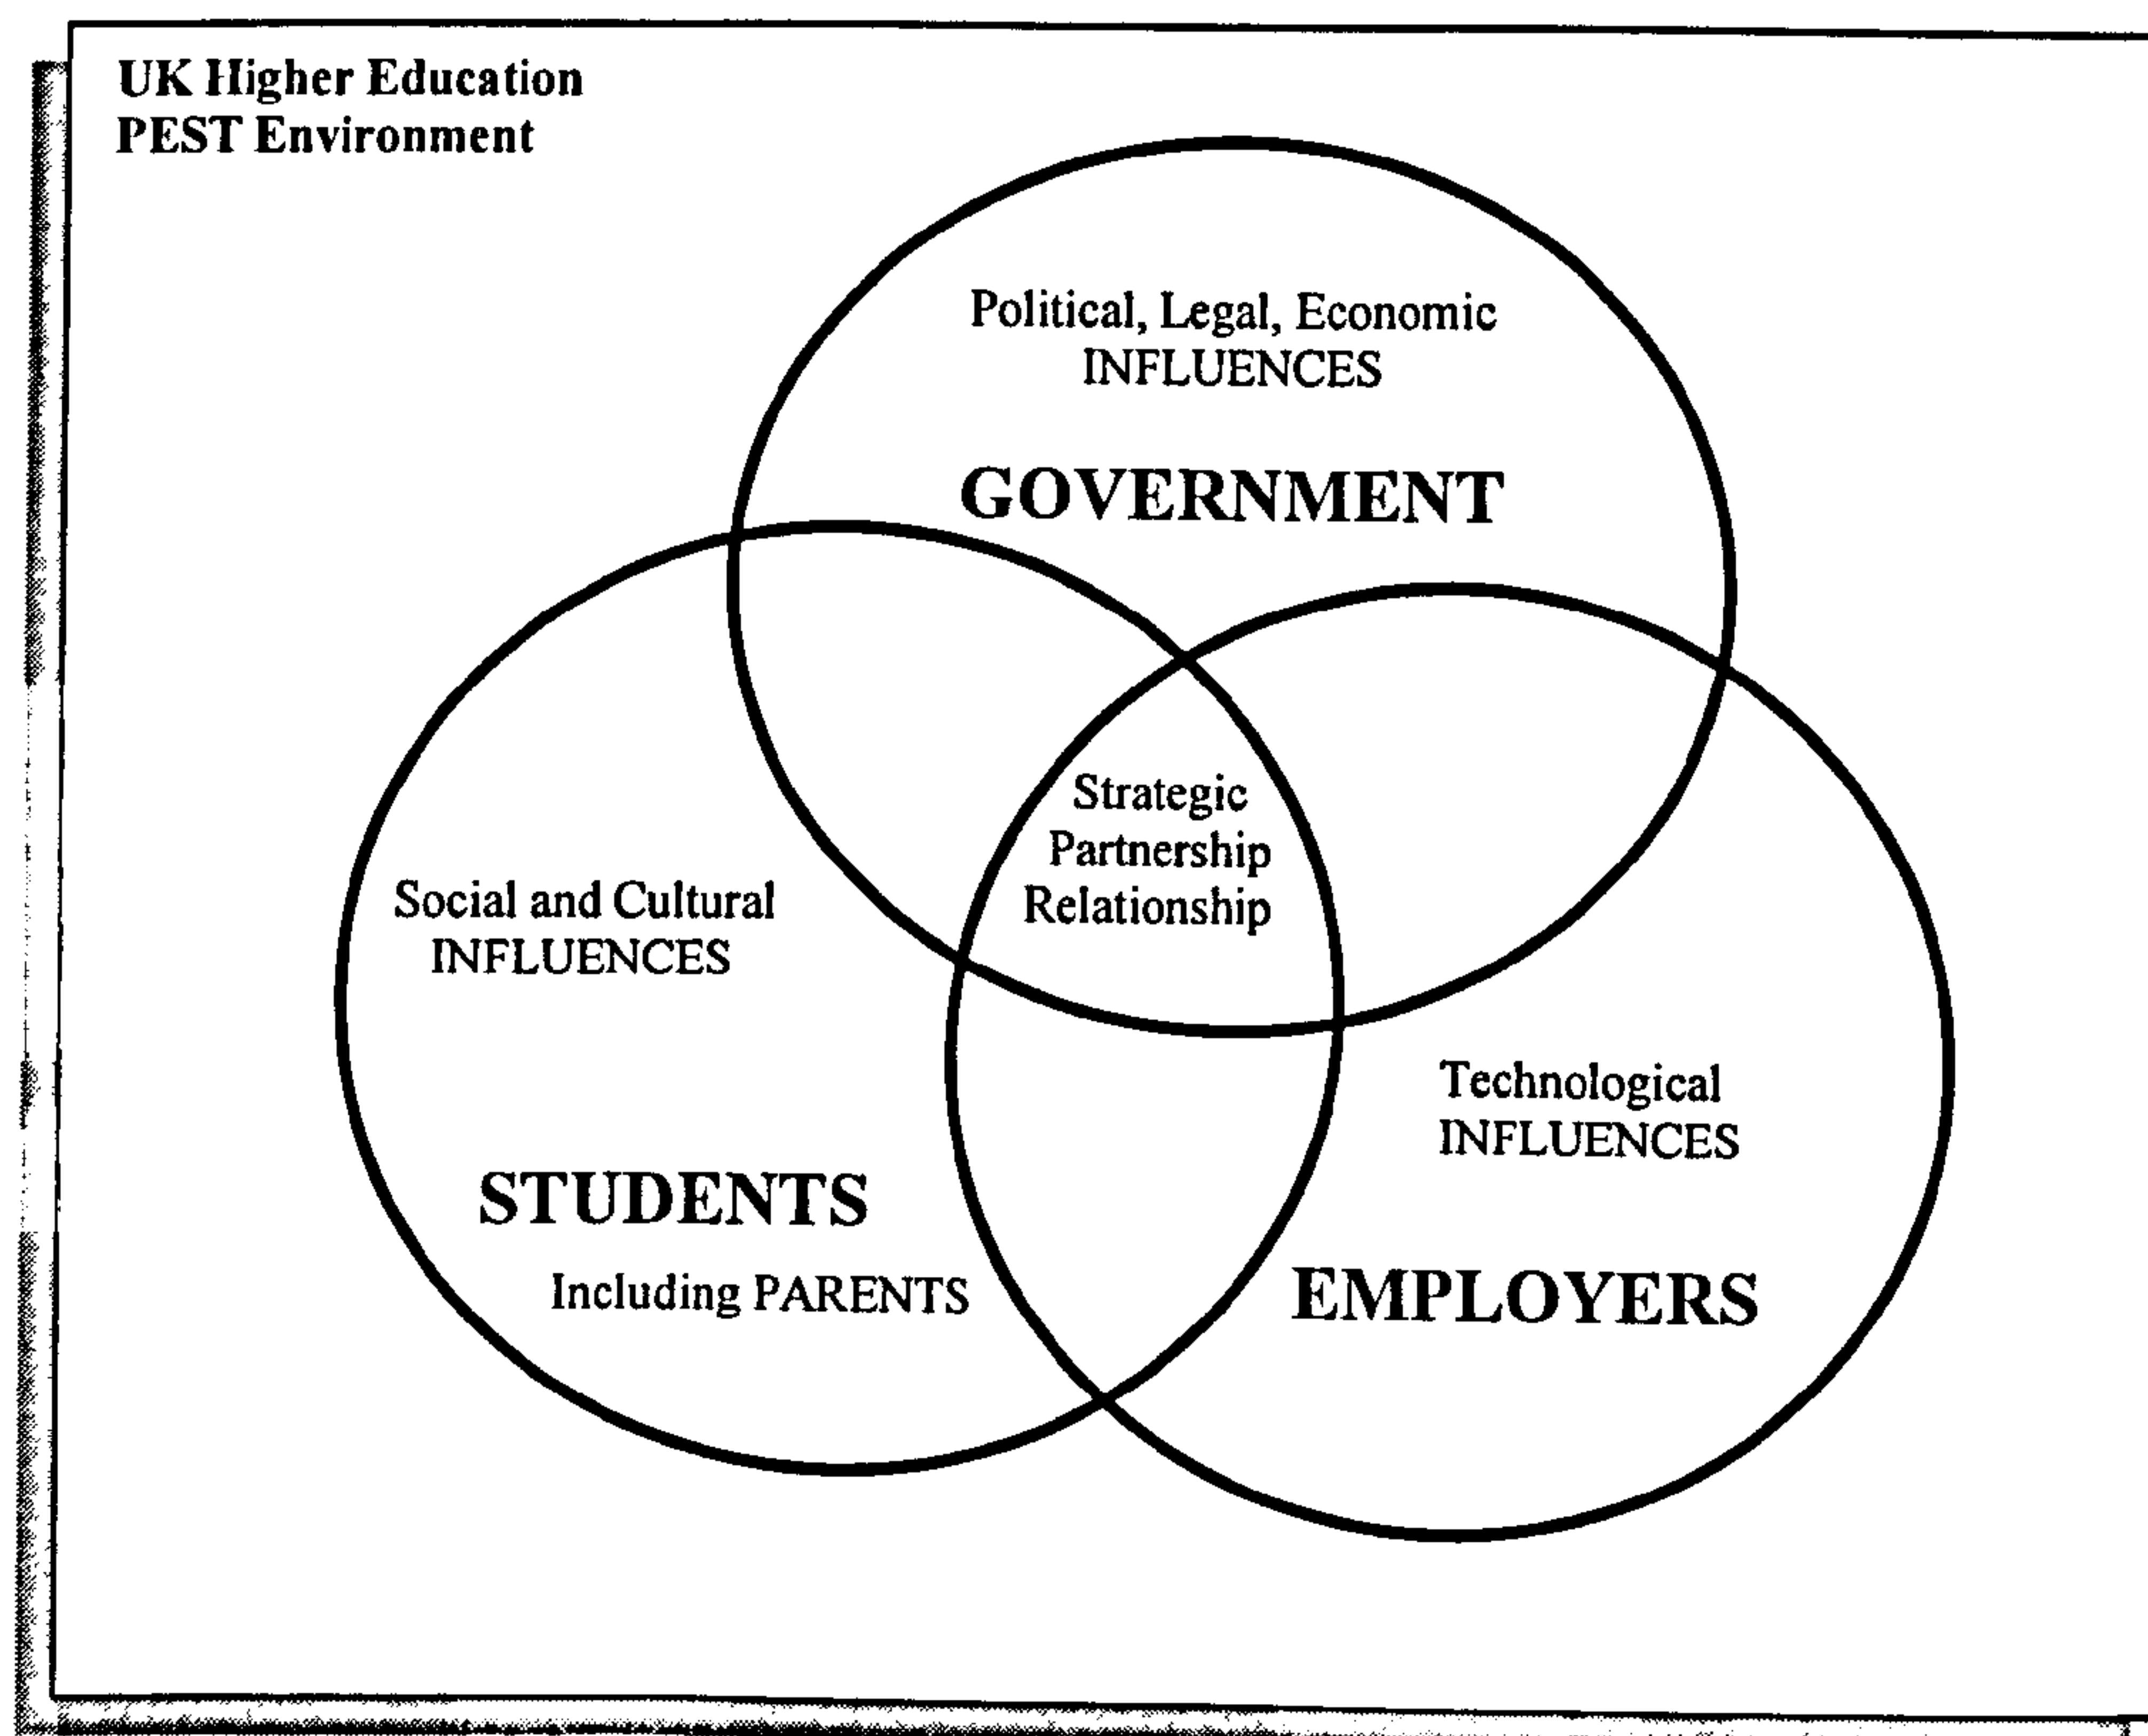 UK Higher Education
PEST Environment
Political, Legal, Economic
INFLUENCES
GOVERNMENT
Strategic
Partnership
Relationship
Social and Cultural
INFLUENCES
Technological
INFLUENCES
STUDENTS
Including PARENTS
EMPLOYERS